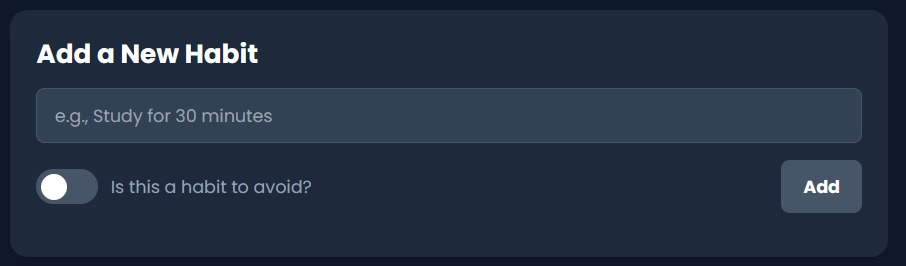 Add a New Habit
e.g., Study for 30 minutes
Is this a habit to avoid?
Add